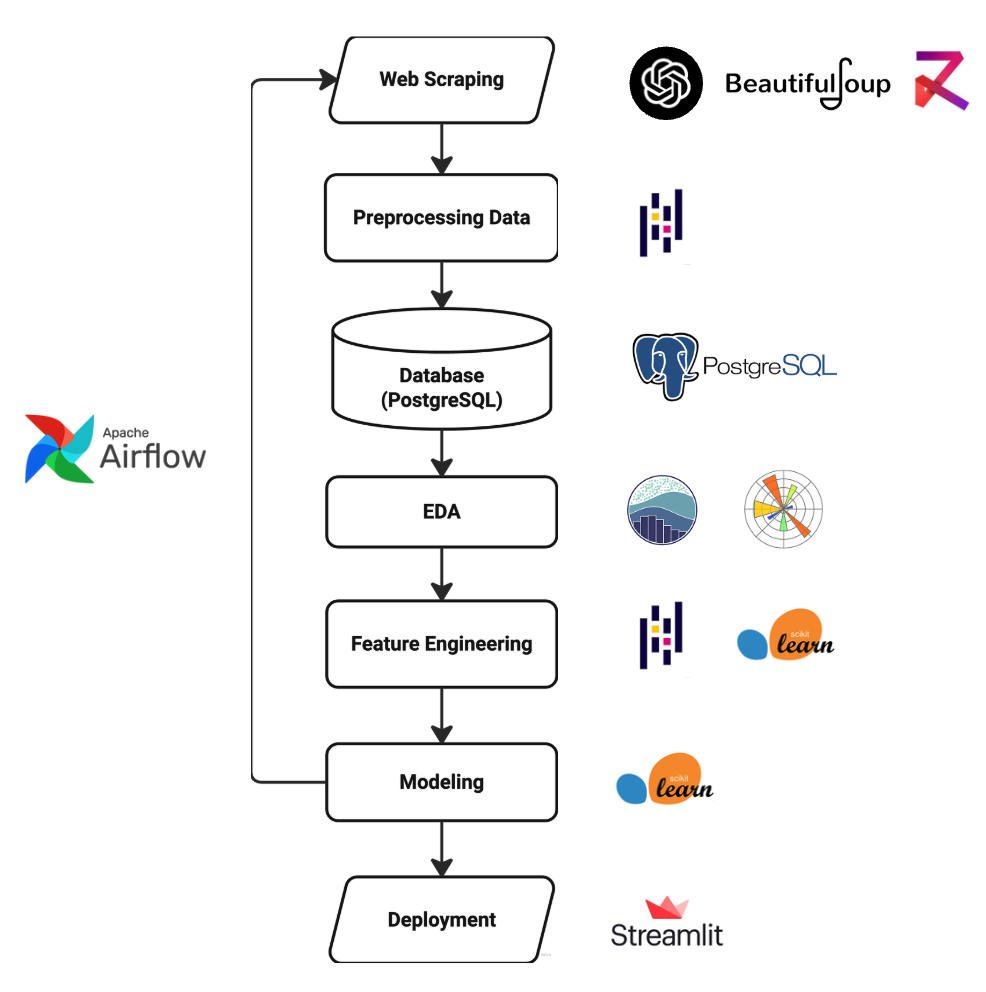 Web Scraping
BeautifulSoup
Preprocessing Data
Database
(PostgreSQL)
PostgreSQL
Apache
Airflow
EDA
Feature Engineering
scikit
learn
Modeling
scikit
learn
Deployment
Streamlit